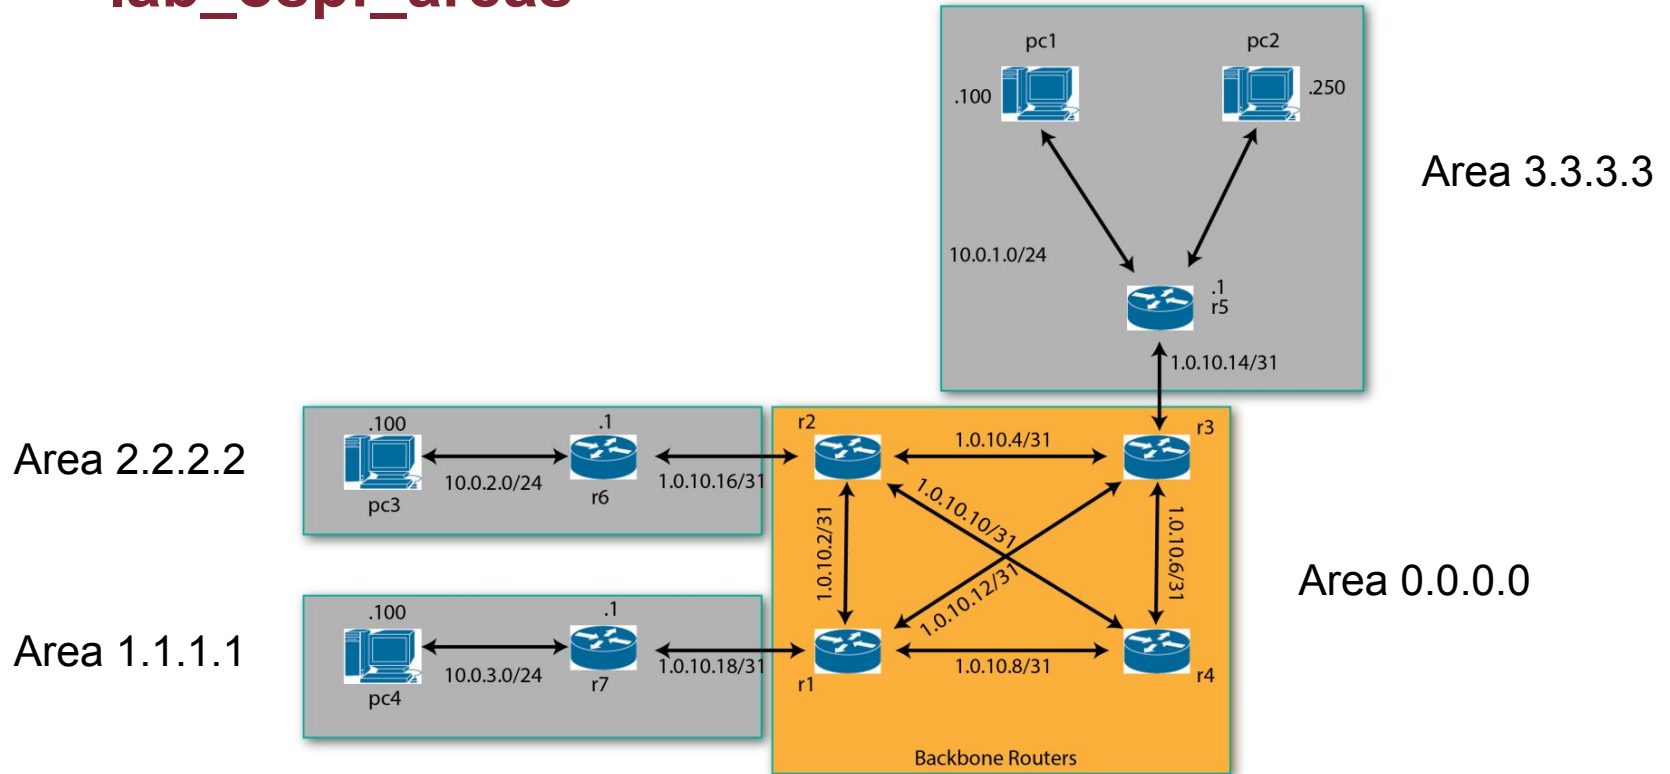 lab_ospf_areas
pc1
pc2
.100
.250
Area 3.3.3.3
10.0.1.0/24
.1
r5
1.0.10.14/31
Area 2.2.2.2
.100
.1
10.0.2.0/24
1.0.10.16/31
pc3
r6
r2
1.0.10.4/31
r3
1.0.10.10/31
1.0.10.2/31
1.0.10.6/31
1.0.10.12/31
Area 0.0.0.0
Area 1.1.1.1
.100
.1
10.0.3.0/24
1.0.10.18/31
pc4
r7
r1
1.0.10.8/31
r4
Backbone Routers